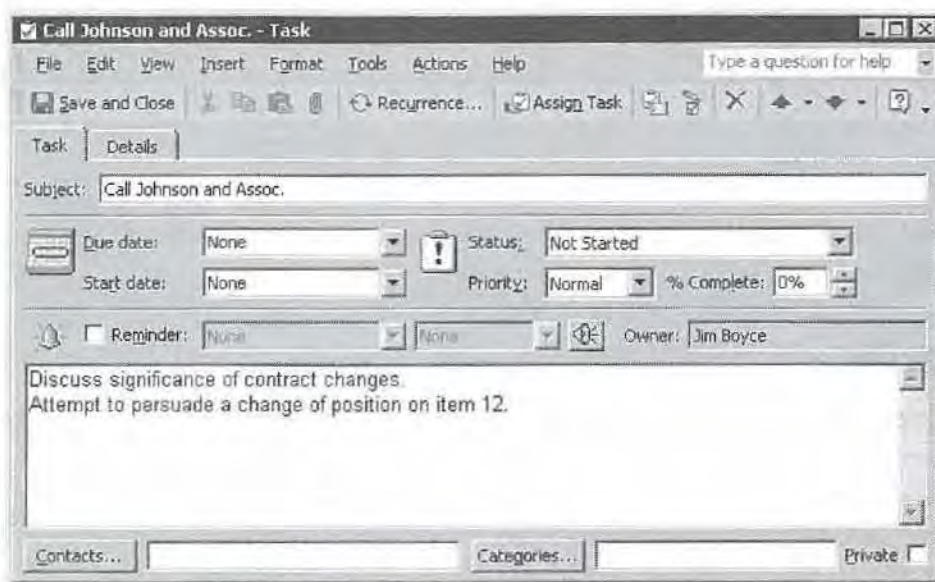 Call Johnson and Assoc. - Task
File Edit View Insert Format Tools Actions Help Type a question for help
Save and Close Recurrence... Assign Task
Task Details
Subject: Call Johnson and Assoc.
Due date: None Status: Not Started
Start date: None Priority: Normal % Complete: 0%
Reminder: None None Owner: Jim Boyce
Discuss significance of contract changes.
Attempt to persuade a change of position on item 12.
Contacts... Categories... Private